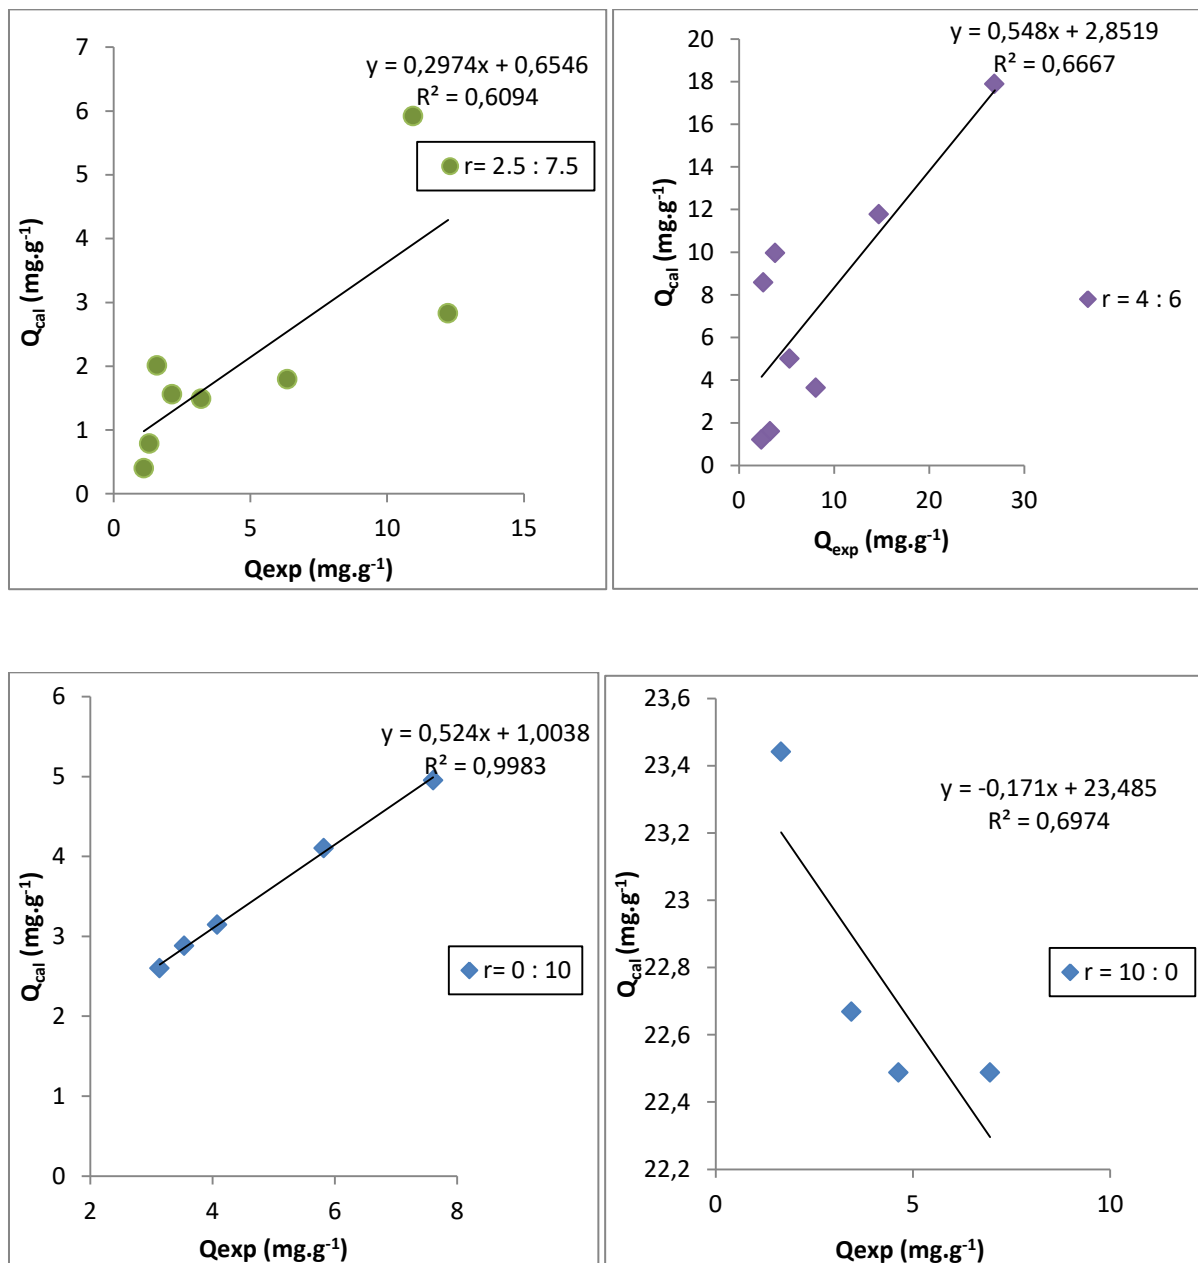 y = 0,2974x + 0,6546
R² = 0,6094
r= 2.5 : 7.5
7
6
5
4
3
2
1
0
Q_cal (mg.g⁻¹)
0 5 10 15
Qexp (mg.g⁻¹)
y = 0,548x + 2,8519
R² = 0,6667
r = 4 : 6
20
18
16
14
12
10
8
6
4
2
0
Q_cal (mg.g⁻¹)
0 10 20 30
Q_exp (mg.g⁻¹)
y = 0,524x + 1,0038
R² = 0,9983
r= 0 : 10
6
5
4
3
2
1
0
Q_cal (mg.g⁻¹)
2 4 6 8
Qexp (mg.g⁻¹)
y = -0,171x + 23,485
R² = 0,6974
r = 10 : 0
23,6
23,4
23,2
23
22,8
22,6
22,4
22,2
Q_cal (mg.g⁻¹)
0 5 10
Qexp (mg.g⁻¹)